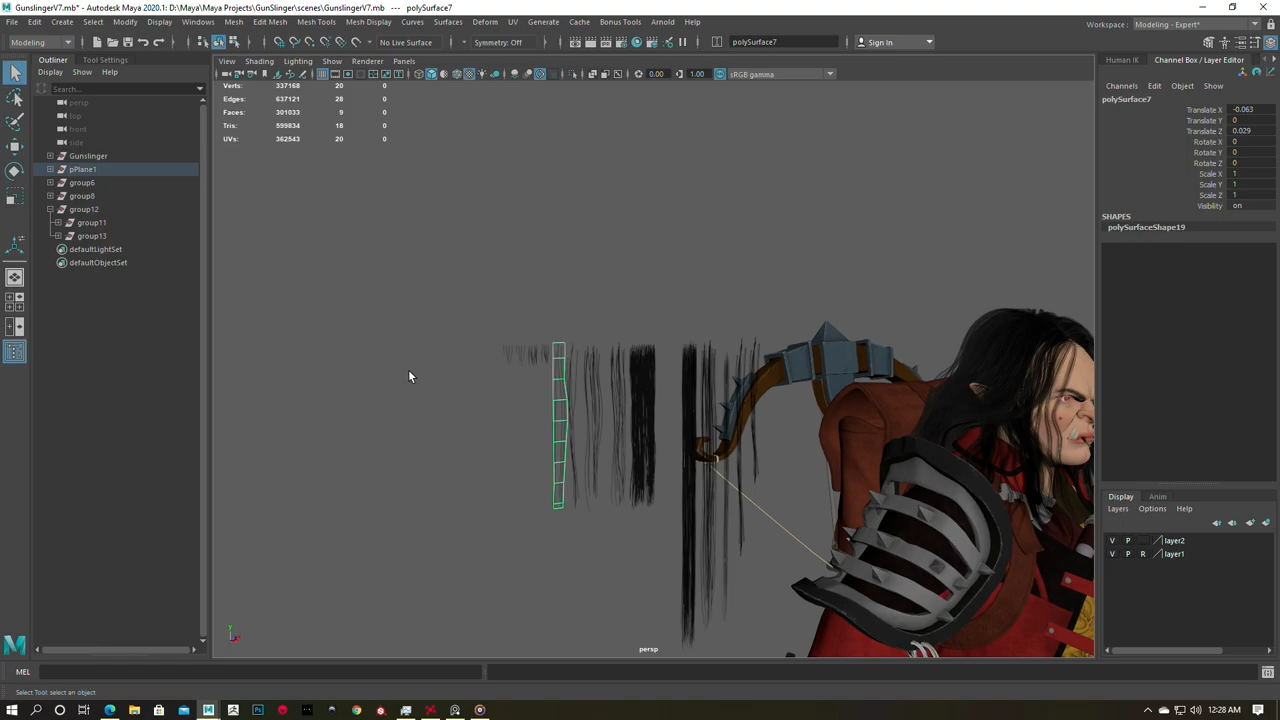 GunslingerV7.mb* - Autodesk Maya 2020.1: D:\Maya\Maya Projects\GunSlinger\scenes\GunslingerV7.mb   ---   polySurface7
File Edit Create Select Modify Display Windows Mesh Edit Mesh Mesh Tools Mesh Display Curves Surfaces Deform UV Generate Cache Bonus Tools Arnold Help
Workspace : Modeling - Expert*
Modeling No Live Surface Symmetry: Off polySurface7 Sign In
Outliner Tool Settings
Display Show Help
Search...
persp
top
front
side
Gunslinger
pPlane1
group6
group8
group12
group11
group13
defaultLightSet
defaultObjectSet
View Shading Lighting Show Renderer Panels
0.00 1.00 sRGB gamma
Verts: 337168 20 0
Edges: 637121 28 0
Faces: 301033 9 0
Tris: 599834 18 0
UVs: 362543 20 0
persp
Human IK Channel Box / Layer Editor
Channels Edit Object Show
polySurface7
Translate X -0.063
Translate Y 0
Translate Z 0.029
Rotate X 0
Rotate Y 0
Rotate Z 0
Scale X 1
Scale Y 1
Scale Z 1
Visibility on
SHAPES
polySurfaceShape19
Display Anim
Layers Options Help
V P layer2
V P R layer1
MEL
Select Tool: select an object
12:28 AM